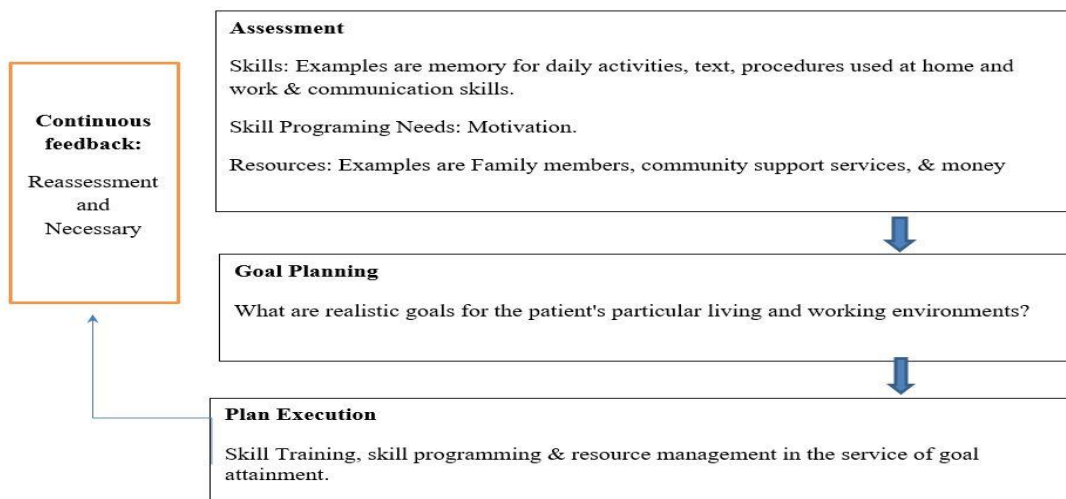 Assessment
Skills: Examples are memory for daily activities, text, procedures used at home and
work & communication skills.
Skill Programing Needs: Motivation.
Resources: Examples are Family members, community support services, & money
Continuous
feedback:
Reassessment
and
Necessary
Goal Planning
What are realistic goals for the patient's particular living and working environments?
Plan Execution
Skill Training, skill programming & resource management in the service of goal
attainment.